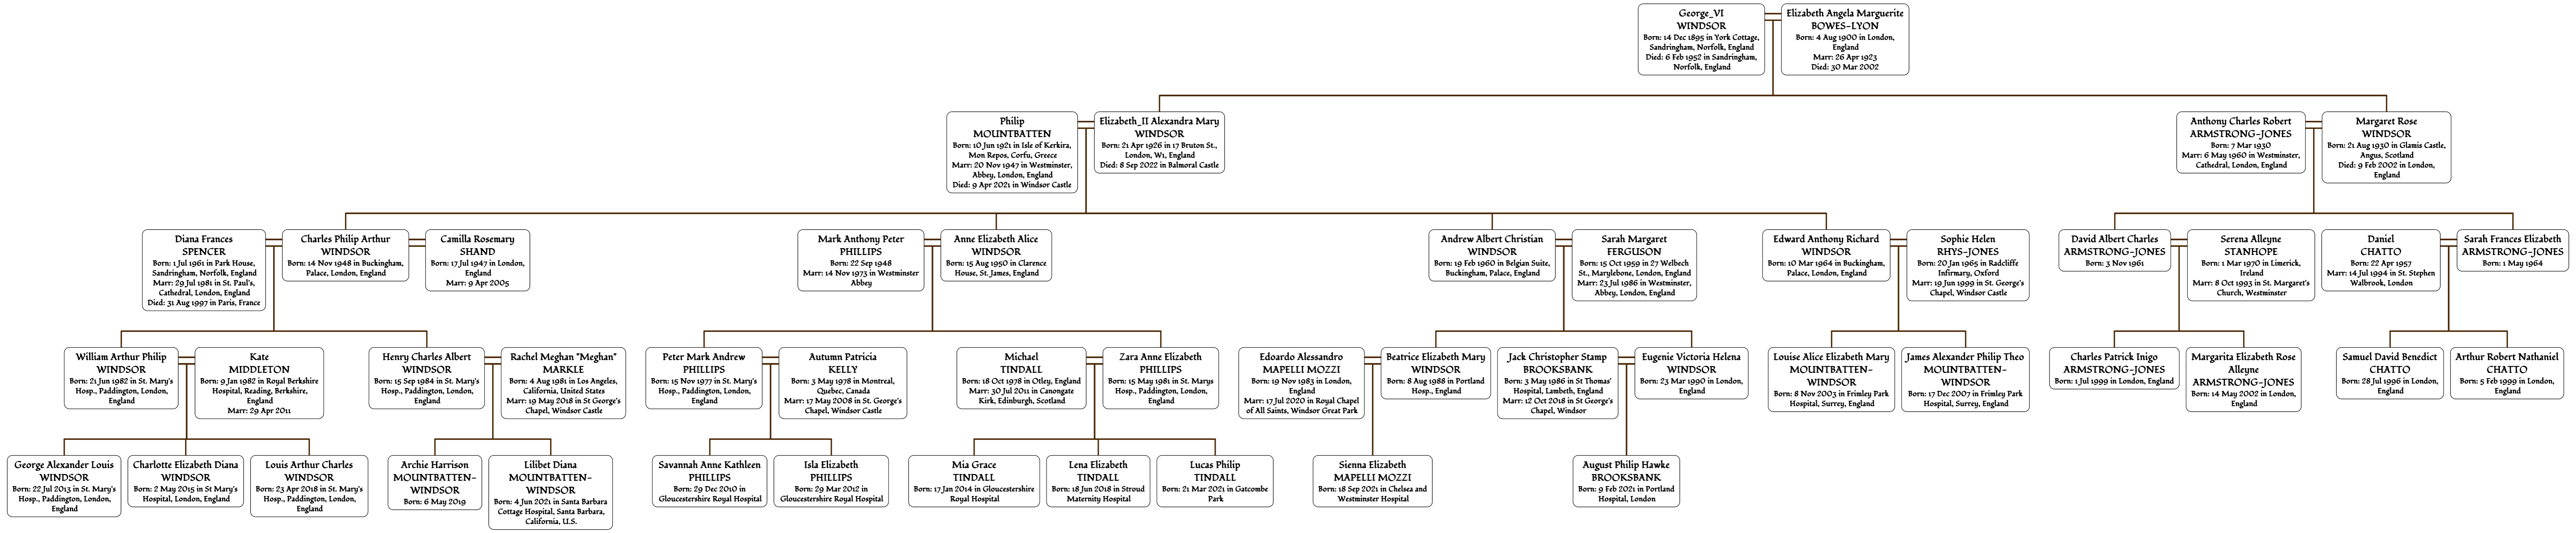 George_VI
WINDSOR
Born: 14 Dec 1895 in York Cottage,
Sandringham, Norfolk, England
Died: 6 Feb 1952 in Sandringham,
Norfolk, England
Elizabeth Angela Marguerite
BOWES-LYON
Born: 4 Aug 1900 in London,
England
Marr: 26 Apr 1923
Died: 30 Mar 2002
Philip
MOUNTBATTEN
Born: 10 Jun 1921 in Isle of Kerkira,
Mon Repos, Corfu, Greece
Marr: 20 Nov 1947 in Westminster,
Abbey, London, England
Died: 9 Apr 2021 in Windsor Castle
Elizabeth_II Alexandra Mary
WINDSOR
Born: 21 Apr 1926 in 17 Bruton St.,
London, W1, England
Died: 8 Sep 2022 in Balmoral Castle
Anthony Charles Robert
ARMSTRONG-JONES
Born: 7 Mar 1930
Marr: 6 May 1960 in Westminster,
Cathedral, London, England
Margaret Rose
WINDSOR
Born: 21 Aug 1930 in Glamis Castle,
Angus, Scotland
Died: 9 Feb 2002 in London,
England
Diana Frances
SPENCER
Born: 1 Jul 1961 in Park House,
Sandringham, Norfolk, England
Marr: 29 Jul 1981 in St. Paul's,
Cathedral, London, England
Died: 31 Aug 1997 in Paris, France
Charles Philip Arthur
WINDSOR
Born: 14 Nov 1948 in Buckingham,
Palace, London, England
Camilla Rosemary
SHAND
Born: 17 Jul 1947 in London,
England
Marr: 9 Apr 2005
Mark Anthony Peter
PHILLIPS
Born: 22 Sep 1948
Marr: 14 Nov 1973 in Westminster
Abbey
Anne Elizabeth Alice
WINDSOR
Born: 15 Aug 1950 in Clarence
House, St. James, England
Andrew Albert Christian
WINDSOR
Born: 19 Feb 1960 in Belgian Suite,
Buckingham, Palace, England
Sarah Margaret
FERGUSON
Born: 15 Oct 1959 in 27 Welbech
St., Marylebone, London, England
Marr: 23 Jul 1986 in Westminster,
Abbey, London, England
Edward Anthony Richard
WINDSOR
Born: 10 Mar 1964 in Buckingham,
Palace, London, England
Sophie Helen
RHYS-JONES
Born: 20 Jan 1965 in Radcliffe
Infirmary, Oxford
Marr: 19 Jun 1999 in St. George's
Chapel, Windsor Castle
David Albert Charles
ARMSTRONG-JONES
Born: 3 Nov 1961
Serena Alleyne
STANHOPE
Born: 1 Mar 1970 in Limerick,
Ireland
Marr: 8 Oct 1993 in St. Margaret's
Church, Westminster
Daniel
CHATTO
Born: 22 Apr 1957
Marr: 14 Jul 1994 in St. Stephen
Walbrook, London
Sarah Frances Elizabeth
ARMSTRONG-JONES
Born: 1 May 1964
William Arthur Philip
WINDSOR
Born: 21 Jun 1982 in St. Mary's
Hosp., Paddington, London,
England
Kate
MIDDLETON
Born: 9 Jan 1982 in Royal Berkshire
Hospital, Reading, Berkshire,
England
Marr: 29 Apr 2011
Henry Charles Albert
WINDSOR
Born: 15 Sep 1984 in St. Mary's
Hosp., Paddington, London,
England
Rachel Meghan "Meghan"
MARKLE
Born: 4 Aug 1981 in Los Angeles,
California, United States
Marr: 19 May 2018 in St George's
Chapel, Windsor Castle
Peter Mark Andrew
PHILLIPS
Born: 15 Nov 1977 in St. Mary's
Hosp., Paddington, London,
England
Autumn Patricia
KELLY
Born: 3 May 1978 in Montreal,
Quebec, Canada
Marr: 17 May 2008 in St. George's
Chapel, Windsor Castle
Michael
TINDALL
Born: 18 Oct 1978 in Otley, England
Marr: 30 Jul 2011 in Canongate
Kirk, Edinburgh, Scotland
Zara Anne Elizabeth
PHILLIPS
Born: 15 May 1981 in St. Marys
Hosp., Paddington, London,
England
Edoardo Alessandro
MAPELLI MOZZI
Born: 19 Nov 1983 in London,
England
Marr: 17 Jul 2020 in Royal Chapel
of All Saints, Windsor Great Park
Beatrice Elizabeth Mary
WINDSOR
Born: 8 Aug 1988 in Portland
Hosp., England
Jack Christopher Stamp
BROOKSBANK
Born: 3 May 1986 in St Thomas'
Hospital, Lambeth, England
Marr: 12 Oct 2018 in St George's
Chapel, Windsor
Eugenie Victoria Helena
WINDSOR
Born: 23 Mar 1990 in London,
England
Louise Alice Elizabeth Mary
MOUNTBATTEN-
WINDSOR
Born: 8 Nov 2003 in Frimley Park
Hospital, Surrey, England
James Alexander Philip Theo
MOUNTBATTEN-
WINDSOR
Born: 17 Dec 2007 in Frimley Park
Hospital, Surrey, England
Charles Patrick Inigo
ARMSTRONG-JONES
Born: 1 Jul 1999 in London, England
Margarita Elizabeth Rose
Alleyne
ARMSTRONG-JONES
Born: 14 May 2002 in London,
England
Samuel David Benedict
CHATTO
Born: 28 Jul 1996 in London,
England
Arthur Robert Nathaniel
CHATTO
Born: 5 Feb 1999 in London,
England
George Alexander Louis
WINDSOR
Born: 22 Jul 2013 in St. Mary's
Hosp., Paddington, London,
England
Charlotte Elizabeth Diana
WINDSOR
Born: 2 May 2015 in St Mary's
Hospital, London, England
Louis Arthur Charles
WINDSOR
Born: 23 Apr 2018 in St. Mary's
Hosp., Paddington, London,
England
Archie Harrison
MOUNTBATTEN-
WINDSOR
Born: 6 May 2019
Lilibet Diana
MOUNTBATTEN-
WINDSOR
Born: 4 Jun 2021 in Santa Barbara
Cottage Hospital, Santa Barbara,
California, U.S.
Savannah Anne Kathleen
PHILLIPS
Born: 29 Dec 2010 in
Gloucestershire Royal Hospital
Isla Elizabeth
PHILLIPS
Born: 29 Mar 2012 in
Gloucestershire Royal Hospital
Mia Grace
TINDALL
Born: 17 Jan 2014 in Gloucestershire
Royal Hospital
Lena Elizabeth
TINDALL
Born: 18 Jun 2018 in Stroud
Maternity Hospital
Lucas Philip
TINDALL
Born: 21 Mar 2021 in Gatcombe
Park
Sienna Elizabeth
MAPELLI MOZZI
Born: 18 Sep 2021 in Chelsea and
Westminster Hospital
August Philip Hawke
BROOKSBANK
Born: 9 Feb 2021 in Portland
Hospital, London